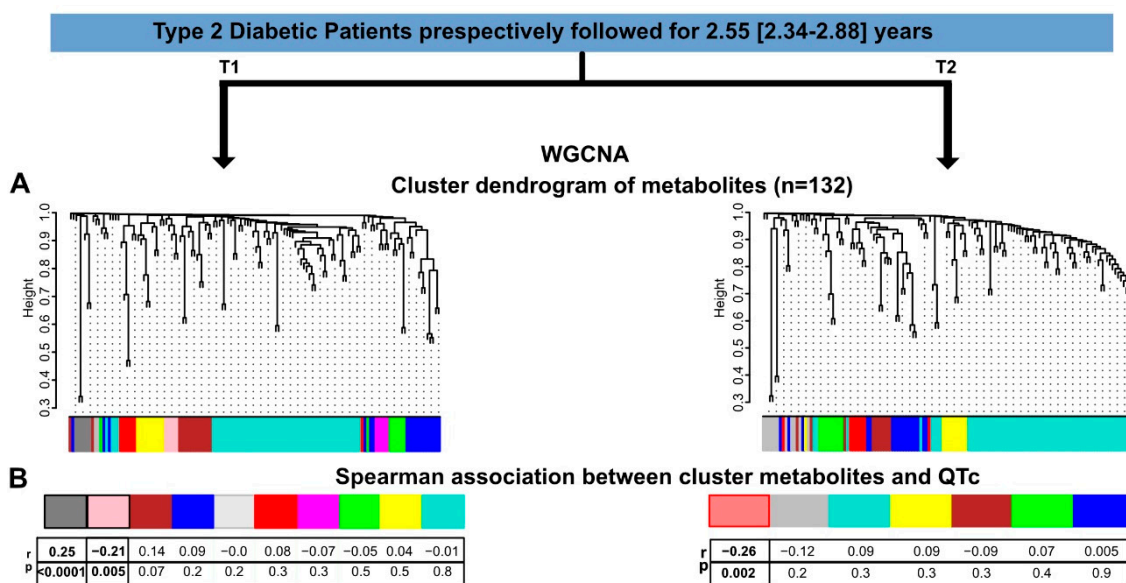 Type 2 Diabetic Patients prespectively followed for 2.55 [2.34-2.88] years
T1 T2
WGCNA
A Cluster dendrogram of metabolites (n=132)
Height 1.0 0.9 0.8 0.7 0.6 0.5 0.4 0.3
Height 1.0 0.9 0.8 0.7 0.6 0.5 0.4 0.3
B Spearman association between cluster metabolites and QTc
r 0.25 −0.21 0.14 0.09 −0.0 0.08 −0.07 −0.05 0.04 −0.01
p <0.0001 0.005 0.07 0.2 0.2 0.3 0.3 0.5 0.5 0.8
r −0.26 −0.12 0.09 0.09 −0.09 0.07 0.005
p 0.002 0.2 0.3 0.3 0.3 0.4 0.9